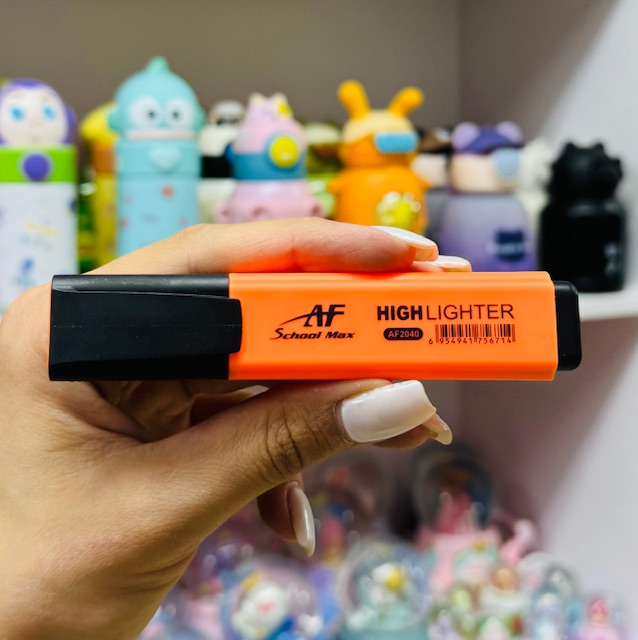 AF
School Max
HIGHLIGHTER
AF2040
6 954941 756714